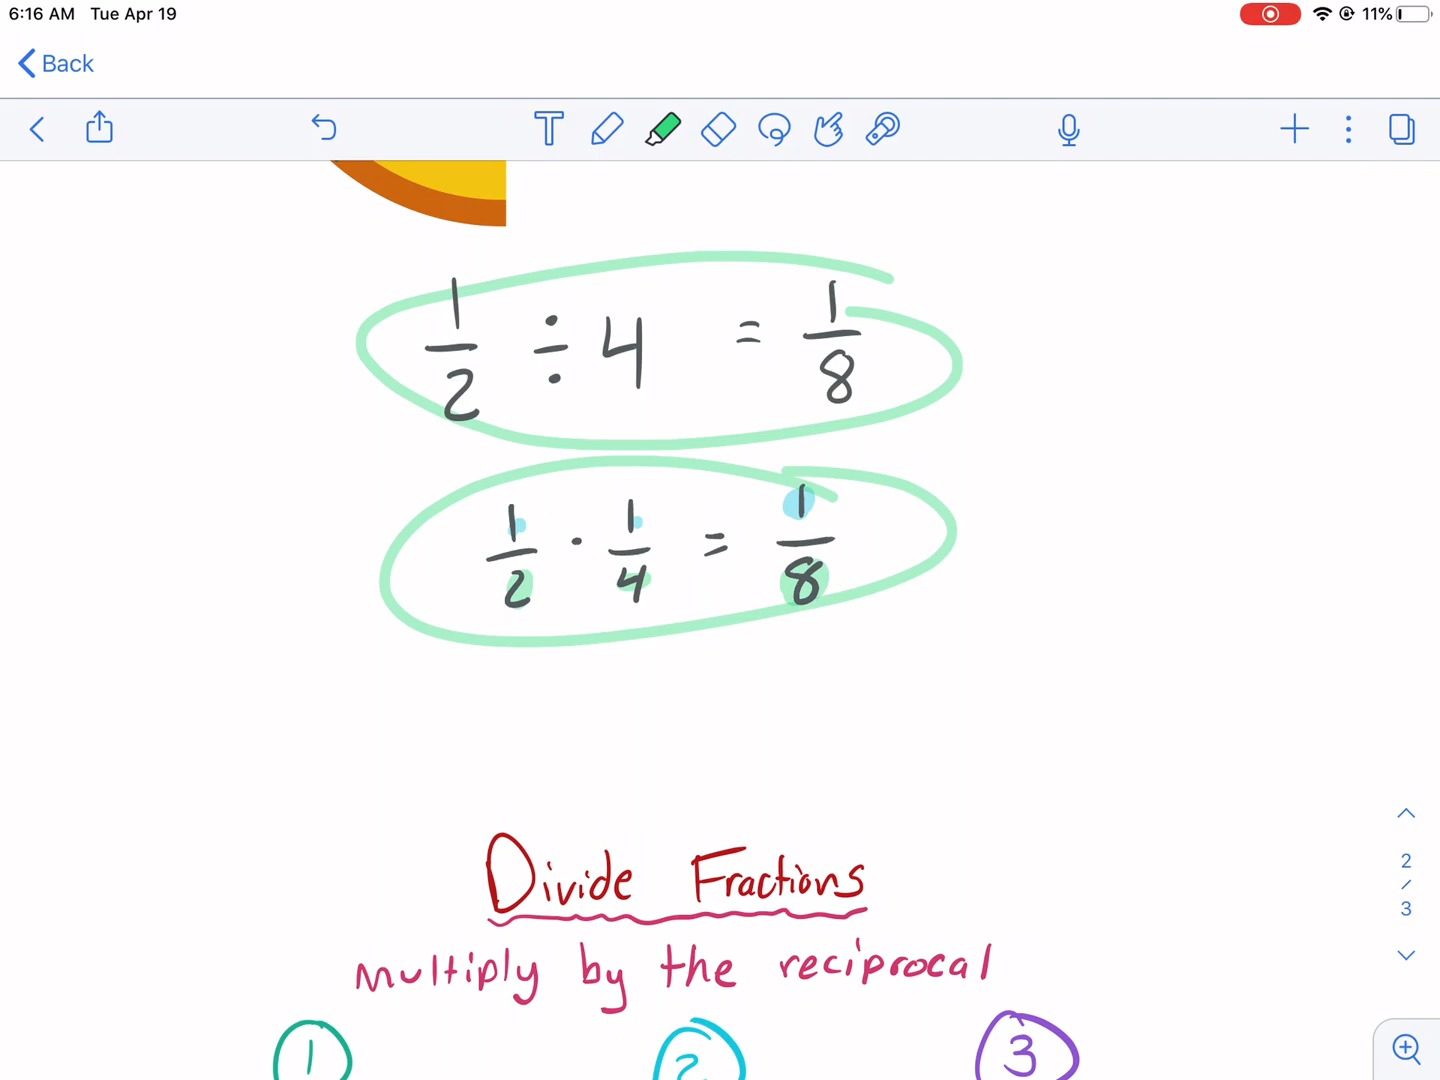 6:16 AM Tue Apr 19 11%
Back
1/2 ÷ 4 = 1/8
1/2 · 1/4 = 1/8
2 / 3
Divide Fractions
multiply by the reciprocal
1 2 3